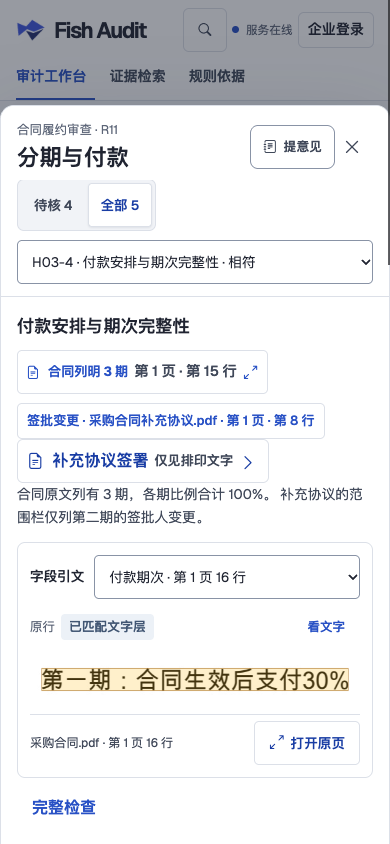 Fish Audit
服务在线
企业登录
审计工作台 证据检索 规则依据
合同履约审查 · R11
分期与付款
提意见
待核 4 全部 5
H03-4 · 付款安排与期次完整性 · 相符
付款安排与期次完整性
合同列明 3 期 第 1 页 · 第 15 行
签批变更 · 采购合同补充协议.pdf · 第 1 页 · 第 8 行
补充协议签署 仅见排印文字
合同原文列有 3 期，各期比例合计 100%。 补充协议的范
围栏仅列第二期的签批人变更。
字段引文 付款期次 · 第 1 页 16 行
原行 已匹配文字层 看文字
第一期：合同生效后支付30%
采购合同.pdf · 第 1 页 16 行 打开原页
完整检查